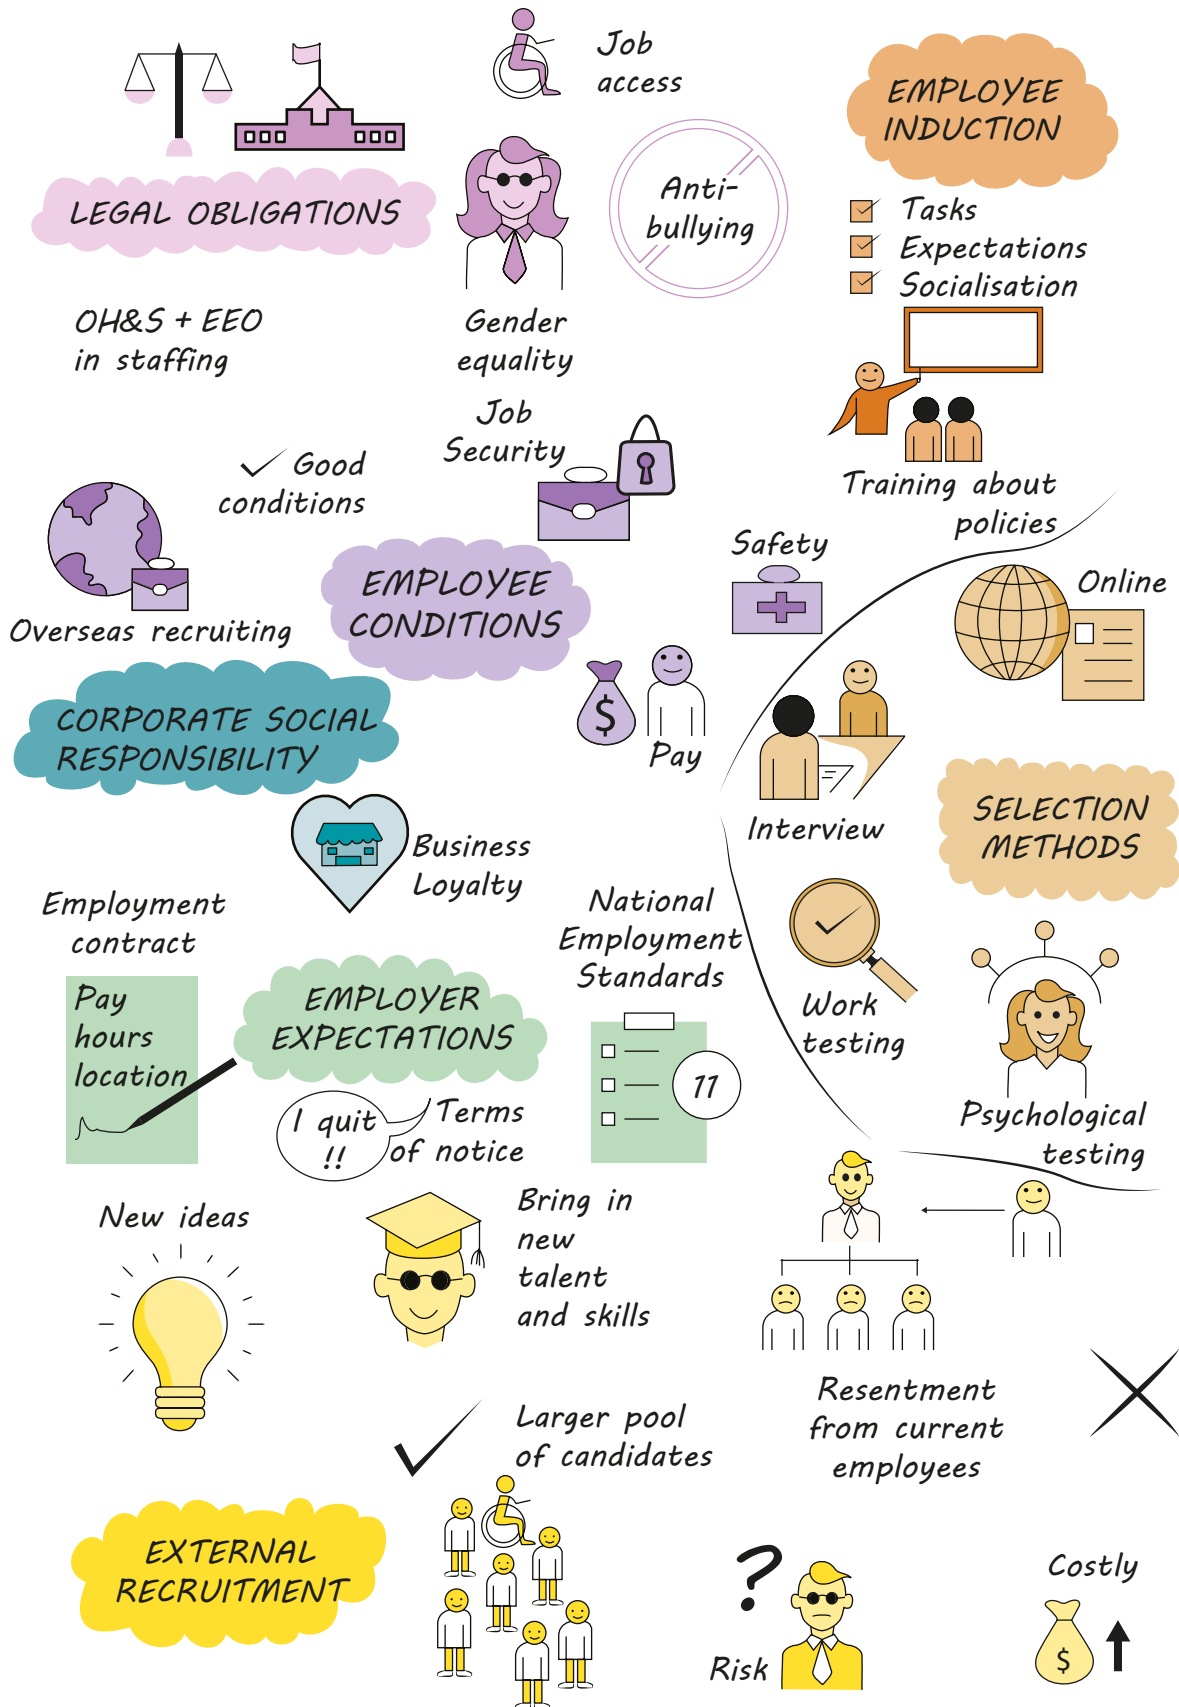 Job
access
EMPLOYEE
INDUCTION
LEGAL OBLIGATIONS
Anti-
bullying
Tasks
Expectations
Socialisation
OH&S + EEO
in staffing
Gender
equality
Training about
policies
Job
Security
Good
conditions
Overseas recruiting
EMPLOYEE
CONDITIONS
Safety
$
Pay
CORPORATE SOCIAL
RESPONSIBILITY
Business
Loyalty
Online
Interview
SELECTION
METHODS
Work
testing
Psychological
testing
Employment
contract
Pay
hours
location
EMPLOYER
EXPECTATIONS
National
Employment
Standards
11
I quit
!!
Terms
of notice
New ideas
Bring in
new
talent
and skills
Larger pool
of candidates
Resentment
from current
employees
EXTERNAL
RECRUITMENT
?
Risk
Costly
$